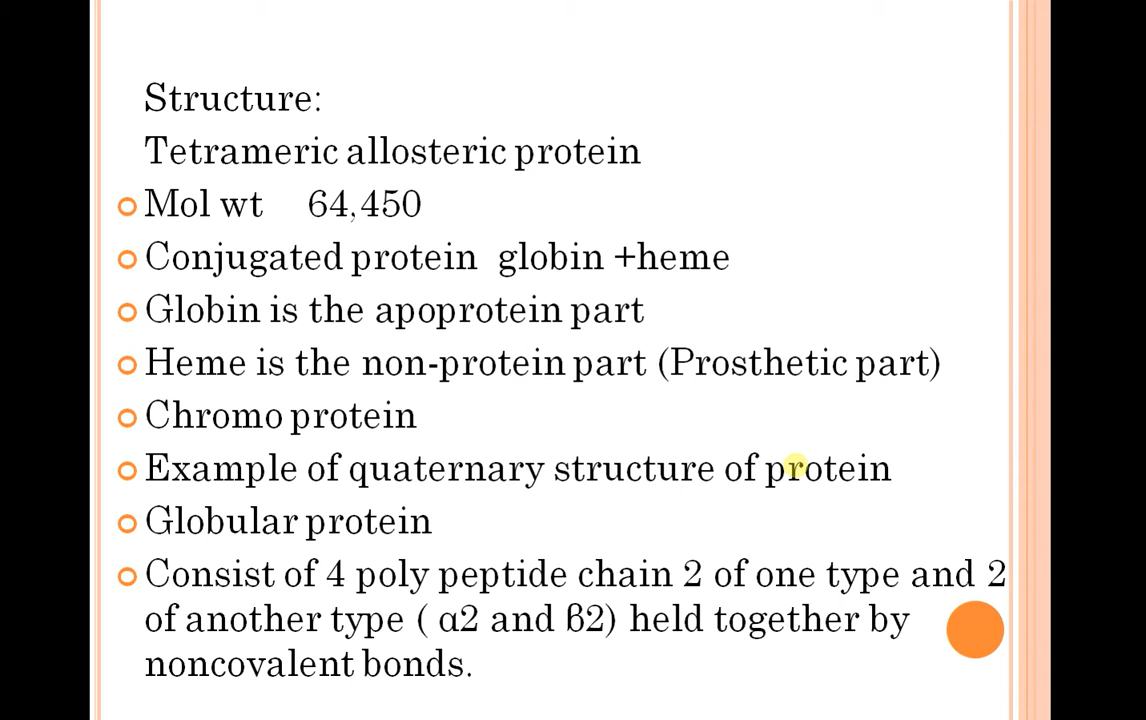 Structure:
Tetrameric allosteric protein
Mol wt 64,450
Conjugated protein globin +heme
Globin is the apoprotein part
Heme is the non-protein part (Prosthetic part)
Chromo protein
Example of quaternary structure of protein
Globular protein
Consist of 4 poly peptide chain 2 of one type and 2
of another type ( α2 and β2) held together by
noncovalent bonds.